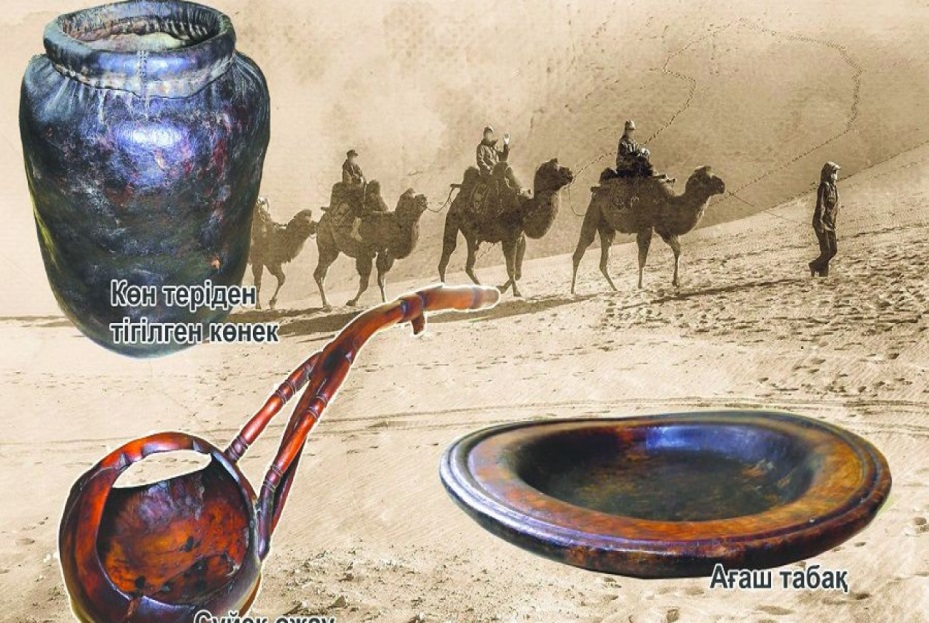 Көн теріден
тігілген көнек
Ағаш табақ